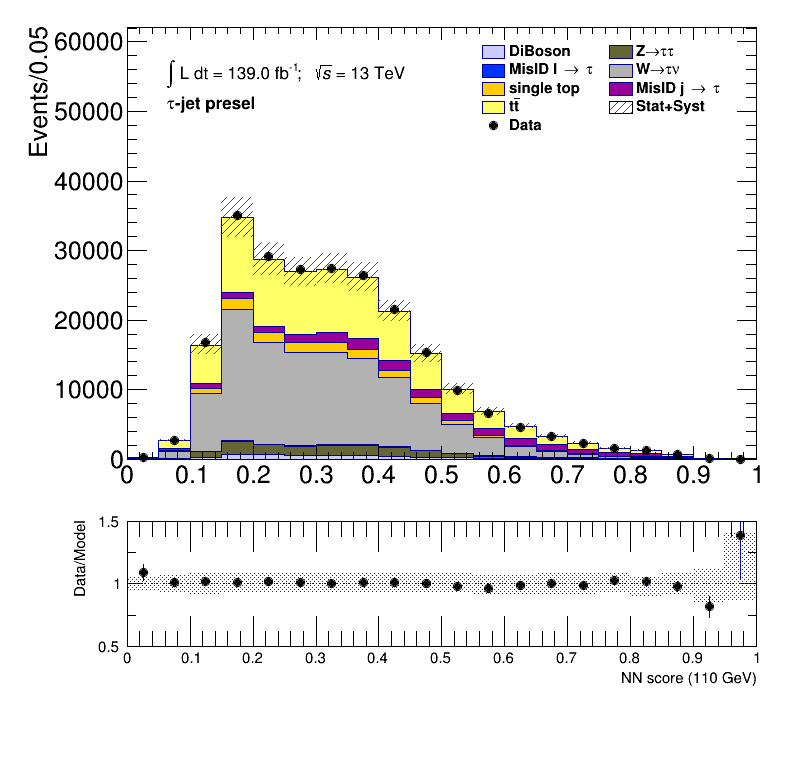 Events/0.05
60000
50000
40000
30000
20000
10000
0
∫ L dt = 139.0 fb⁻¹; √s = 13 TeV
τ-jet presel
DiBoson
MisID l → τ
single top
tt̄
Data
Z→ττ
W→τν
MisID j → τ
Stat+Syst
0 0.1 0.2 0.3 0.4 0.5 0.6 0.7 0.8 0.9 1
Data/Model
1.5
1
0.5
0 0.1 0.2 0.3 0.4 0.5 0.6 0.7 0.8 0.9 1
NN score (110 GeV)